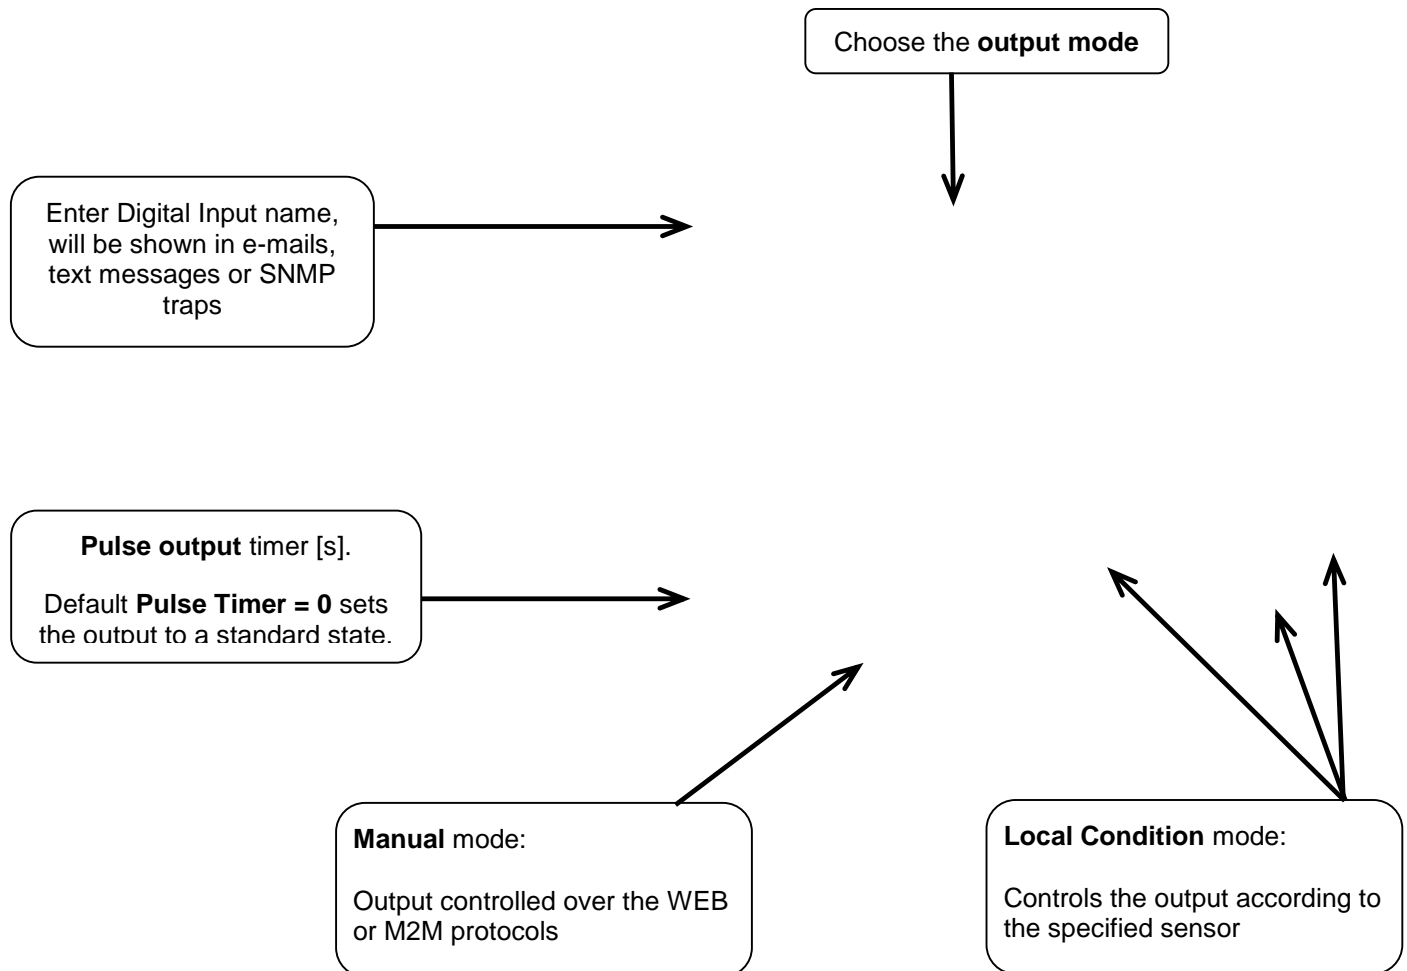 Choose the output mode
Enter Digital Input name,
will be shown in e-mails,
text messages or SNMP
traps
Pulse output timer [s].
Default Pulse Timer = 0 sets
the output to a standard state.
Manual mode:
Output controlled over the WEB
or M2M protocols
Local Condition mode:
Controls the output according to
the specified sensor